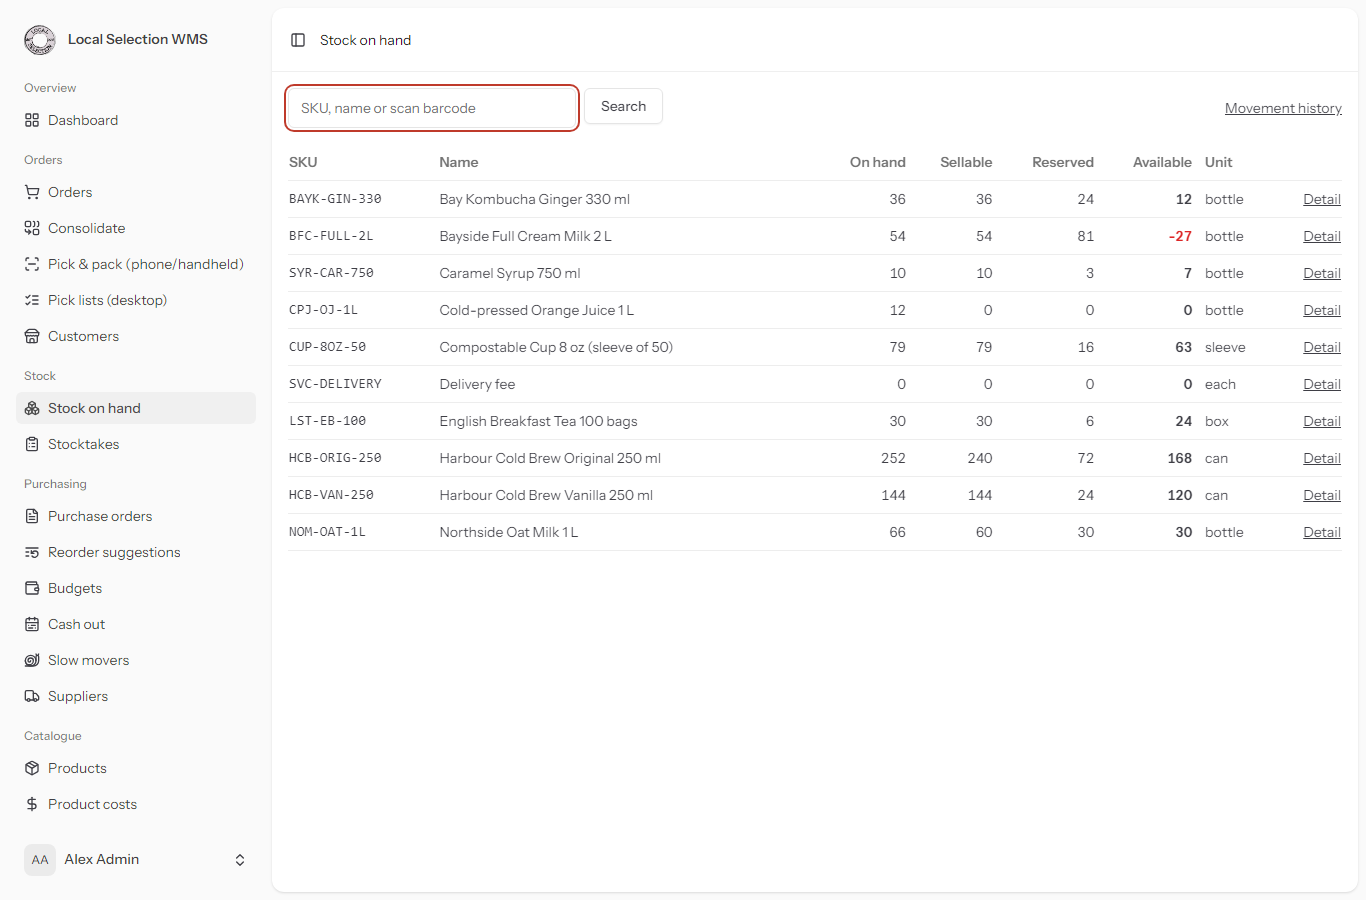 Local Selection WMS
Overview
Dashboard
Orders
Orders
Consolidate
Pick & pack (phone/handheld)
Pick lists (desktop)
Customers
Stock
Stock on hand
Stocktakes
Purchasing
Purchase orders
Reorder suggestions
Budgets
Cash out
Slow movers
Suppliers
Catalogue
Products
Product costs
AA Alex Admin
Stock on hand
SKU, name or scan barcode Search Movement history
SKU Name On hand Sellable Reserved Available Unit
BAYK-GIN-330 Bay Kombucha Ginger 330 ml 36 36 24 12 bottle Detail
BFC-FULL-2L Bayside Full Cream Milk 2 L 54 54 81 -27 bottle Detail
SYR-CAR-750 Caramel Syrup 750 ml 10 10 3 7 bottle Detail
CPJ-OJ-1L Cold-pressed Orange Juice 1 L 12 0 0 0 bottle Detail
CUP-8OZ-50 Compostable Cup 8 oz (sleeve of 50) 79 79 16 63 sleeve Detail
SVC-DELIVERY Delivery fee 0 0 0 0 each Detail
LST-EB-100 English Breakfast Tea 100 bags 30 30 6 24 box Detail
HCB-ORIG-250 Harbour Cold Brew Original 250 ml 252 240 72 168 can Detail
HCB-VAN-250 Harbour Cold Brew Vanilla 250 ml 144 144 24 120 can Detail
NOM-OAT-1L Northside Oat Milk 1 L 66 60 30 30 bottle Detail